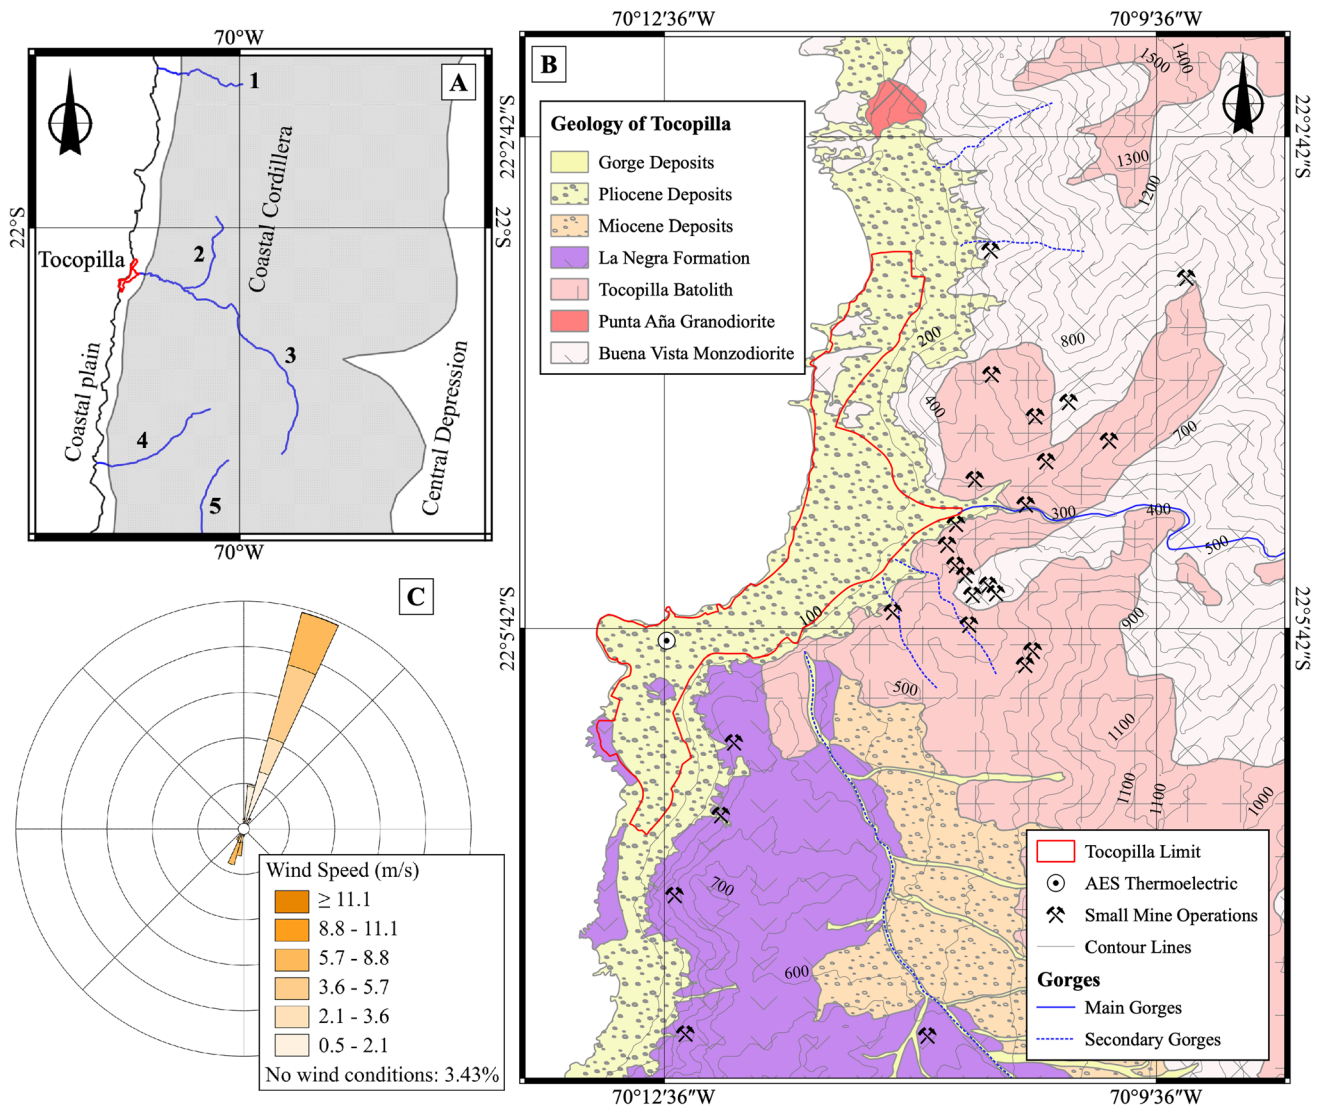 70°W
A
1
Coastal Cordillera
22°S
22°S
2
Tocopilla
3
Coastal plain
Central Depression
4
5
70°W
C
Wind Speed (m/s)
≥ 11.1
8.8 - 11.1
5.7 - 8.8
3.6 - 5.7
2.1 - 3.6
0.5 - 2.1
No wind conditions: 3.43%
70°12′36″W
70°9′36″W
B
22°2′42″S
22°2′42″S
Geology of Tocopilla
Gorge Deposits
Pliocene Deposits
Miocene Deposits
La Negra Formation
Tocopilla Batolith
Punta Aña Granodiorite
Buena Vista Monzodiorite
1500
1400
1300
1200
200
800
400
700
300
400
500
100
900
500
1100
1100
1100
1000
700
600
22°5′42″S
22°5′42″S
Tocopilla Limit
AES Thermoelectric
Small Mine Operations
Contour Lines
Gorges
Main Gorges
Secondary Gorges
70°12′36″W
70°9′36″W